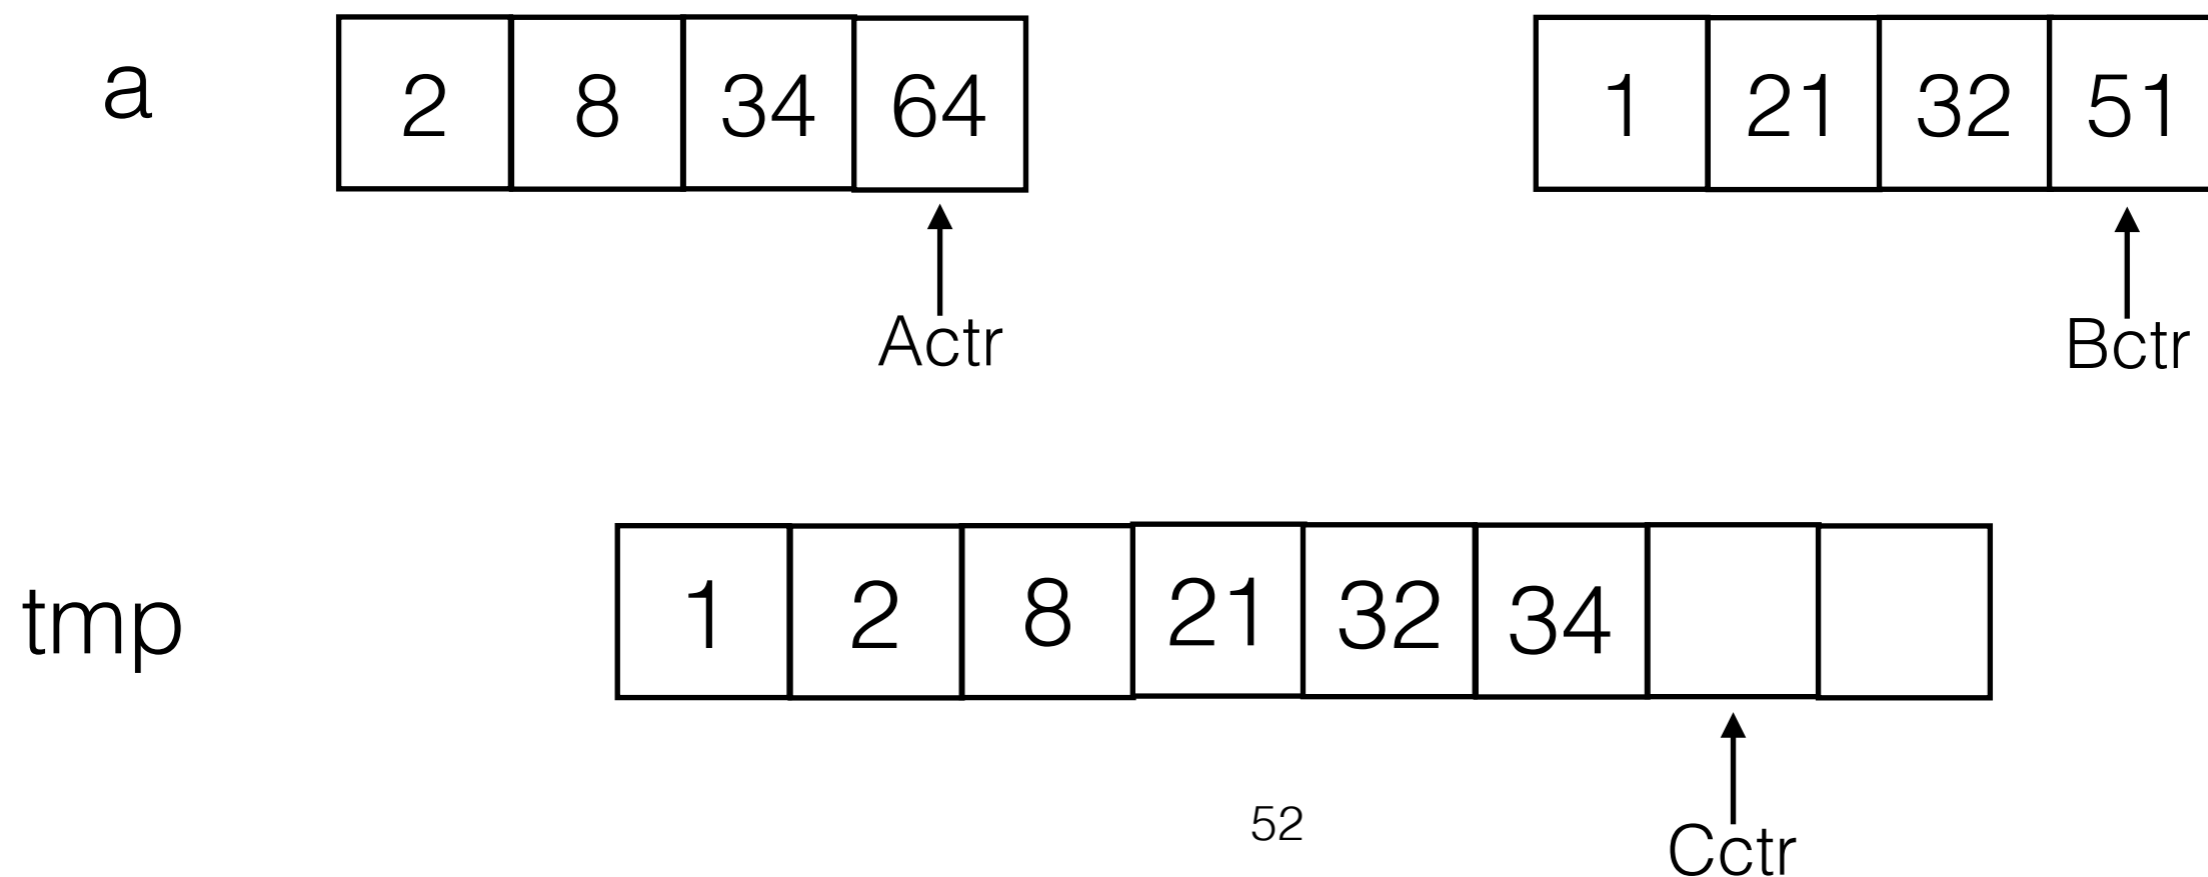 a 2 8 34 64 1 21 32 51
Actr Bctr
tmp 1 2 8 21 32 34
52
Cctr